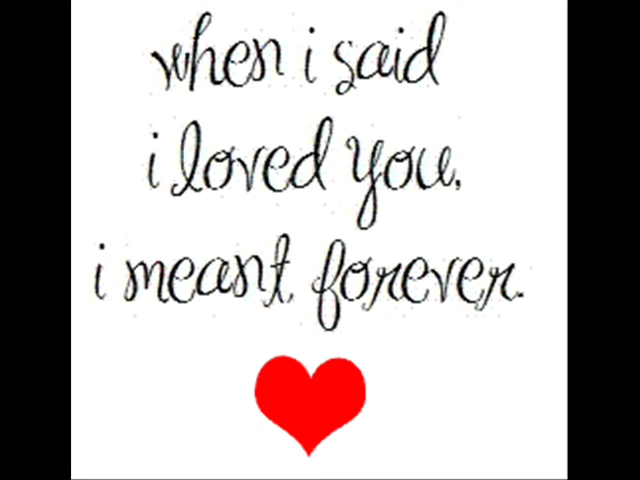 when i said
i loved you,
i meant, forever.